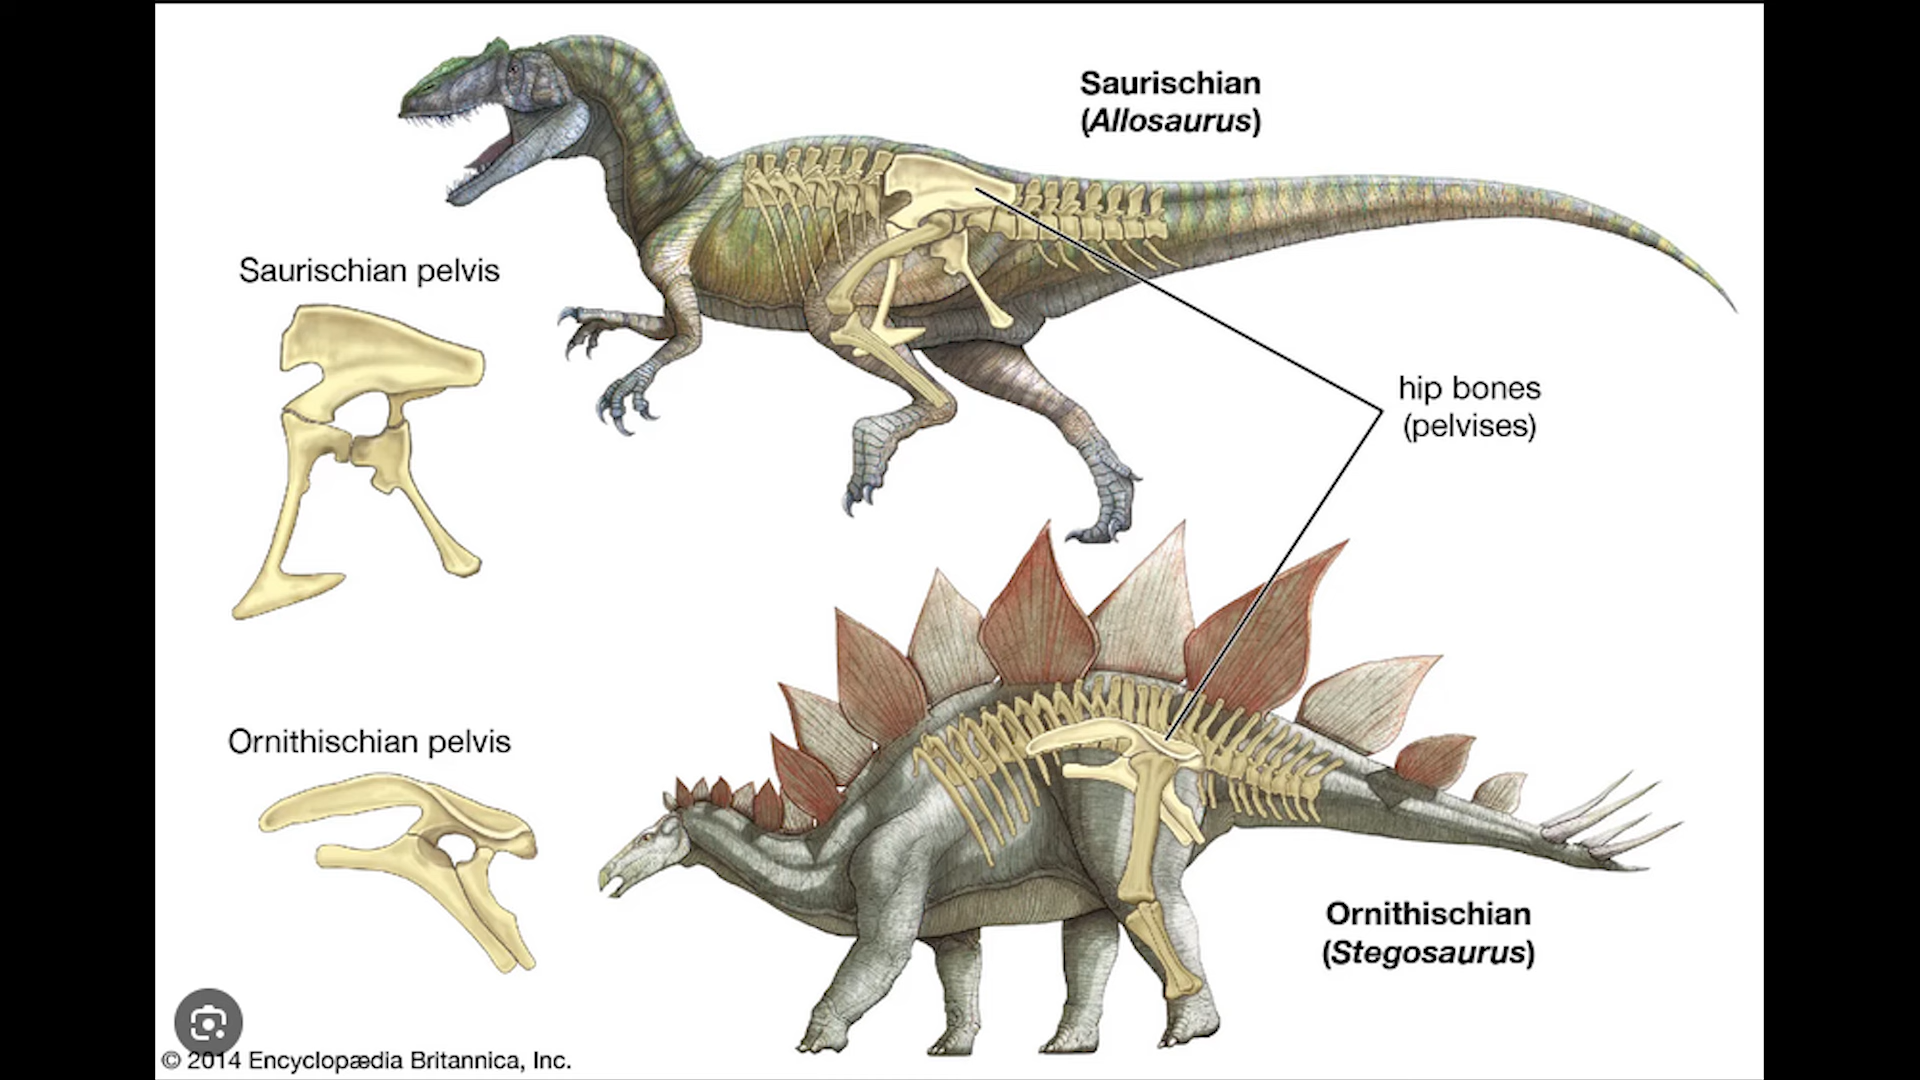 Saurischian
(Allosaurus)
Saurischian pelvis
hip bones
(pelvises)
Ornithischian pelvis
Ornithischian
(Stegosaurus)
© 2014 Encyclopædia Britannica, Inc.